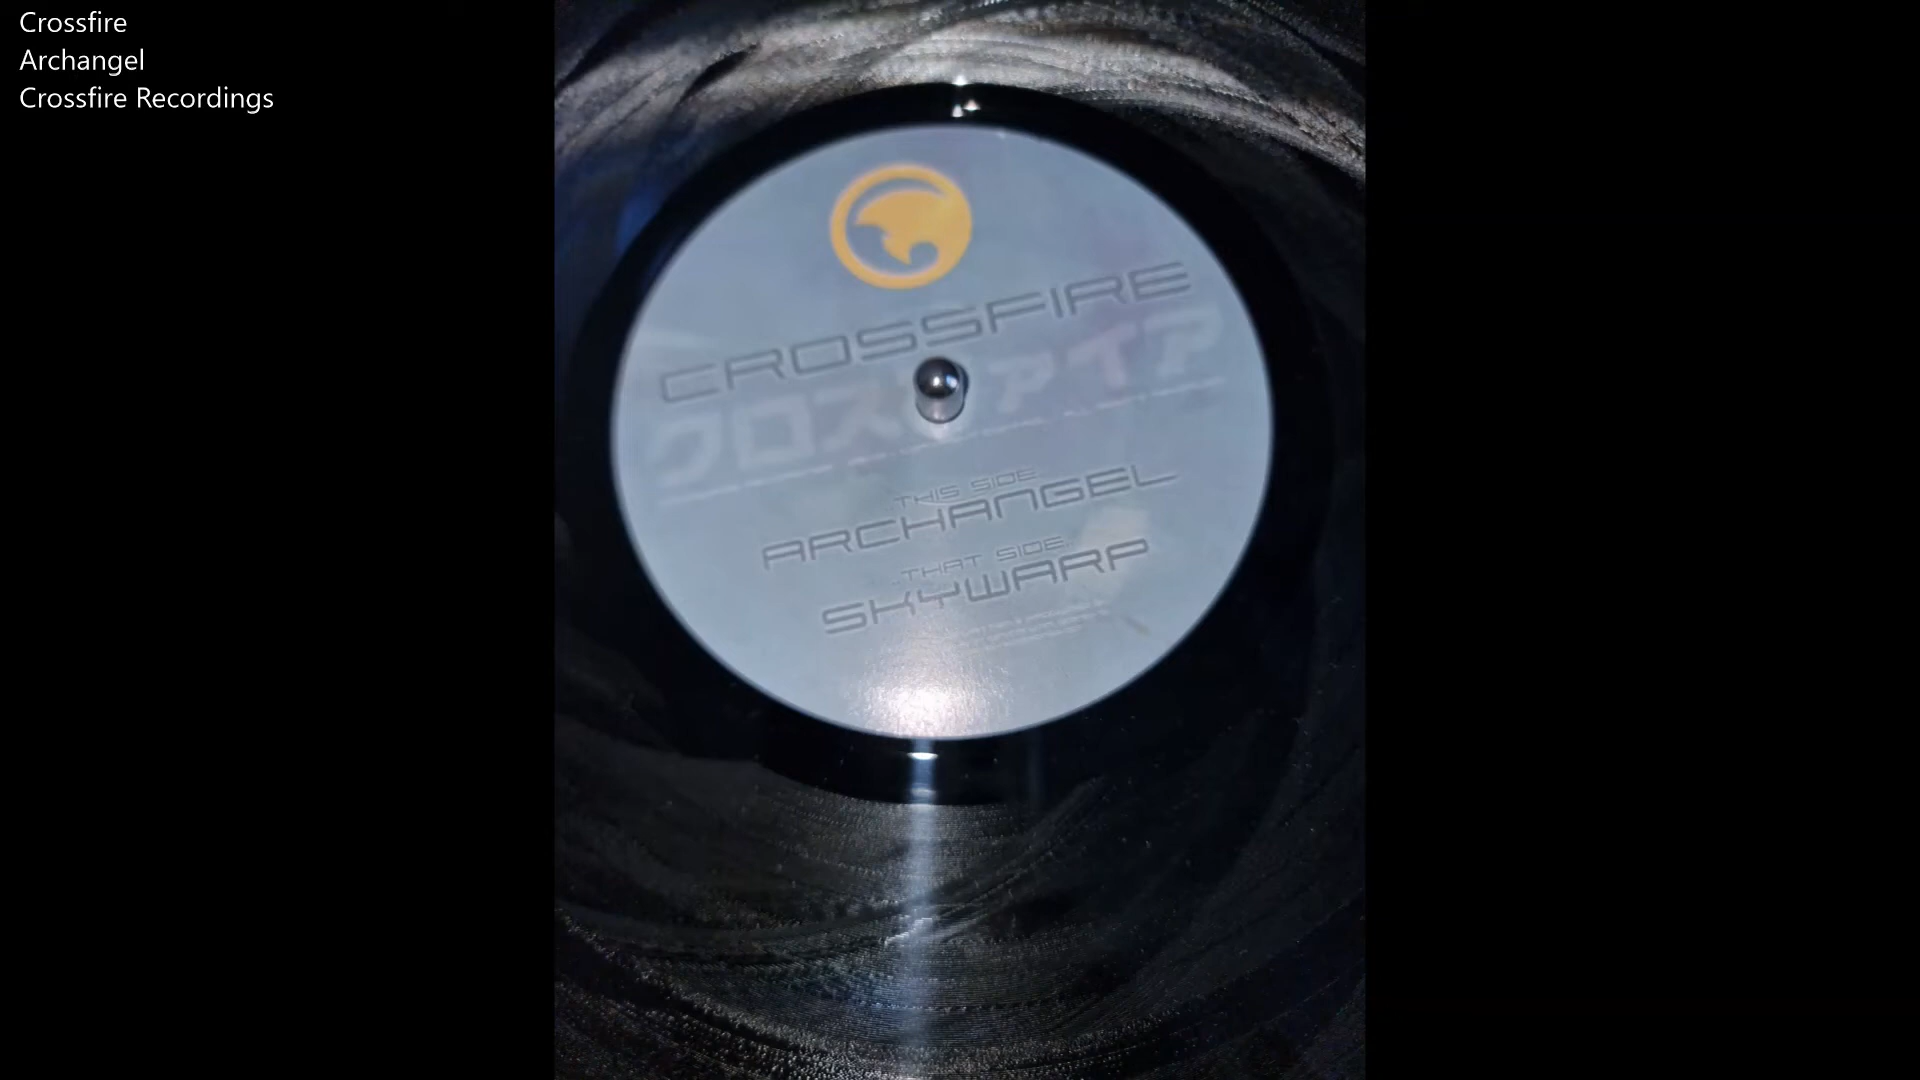 Crossfire
Archangel
Crossfire Recordings
CROSSFIRE
クロスファイア
THIS SIDE..
ARCHANGEL
..THAT SIDE..
SKYWARP